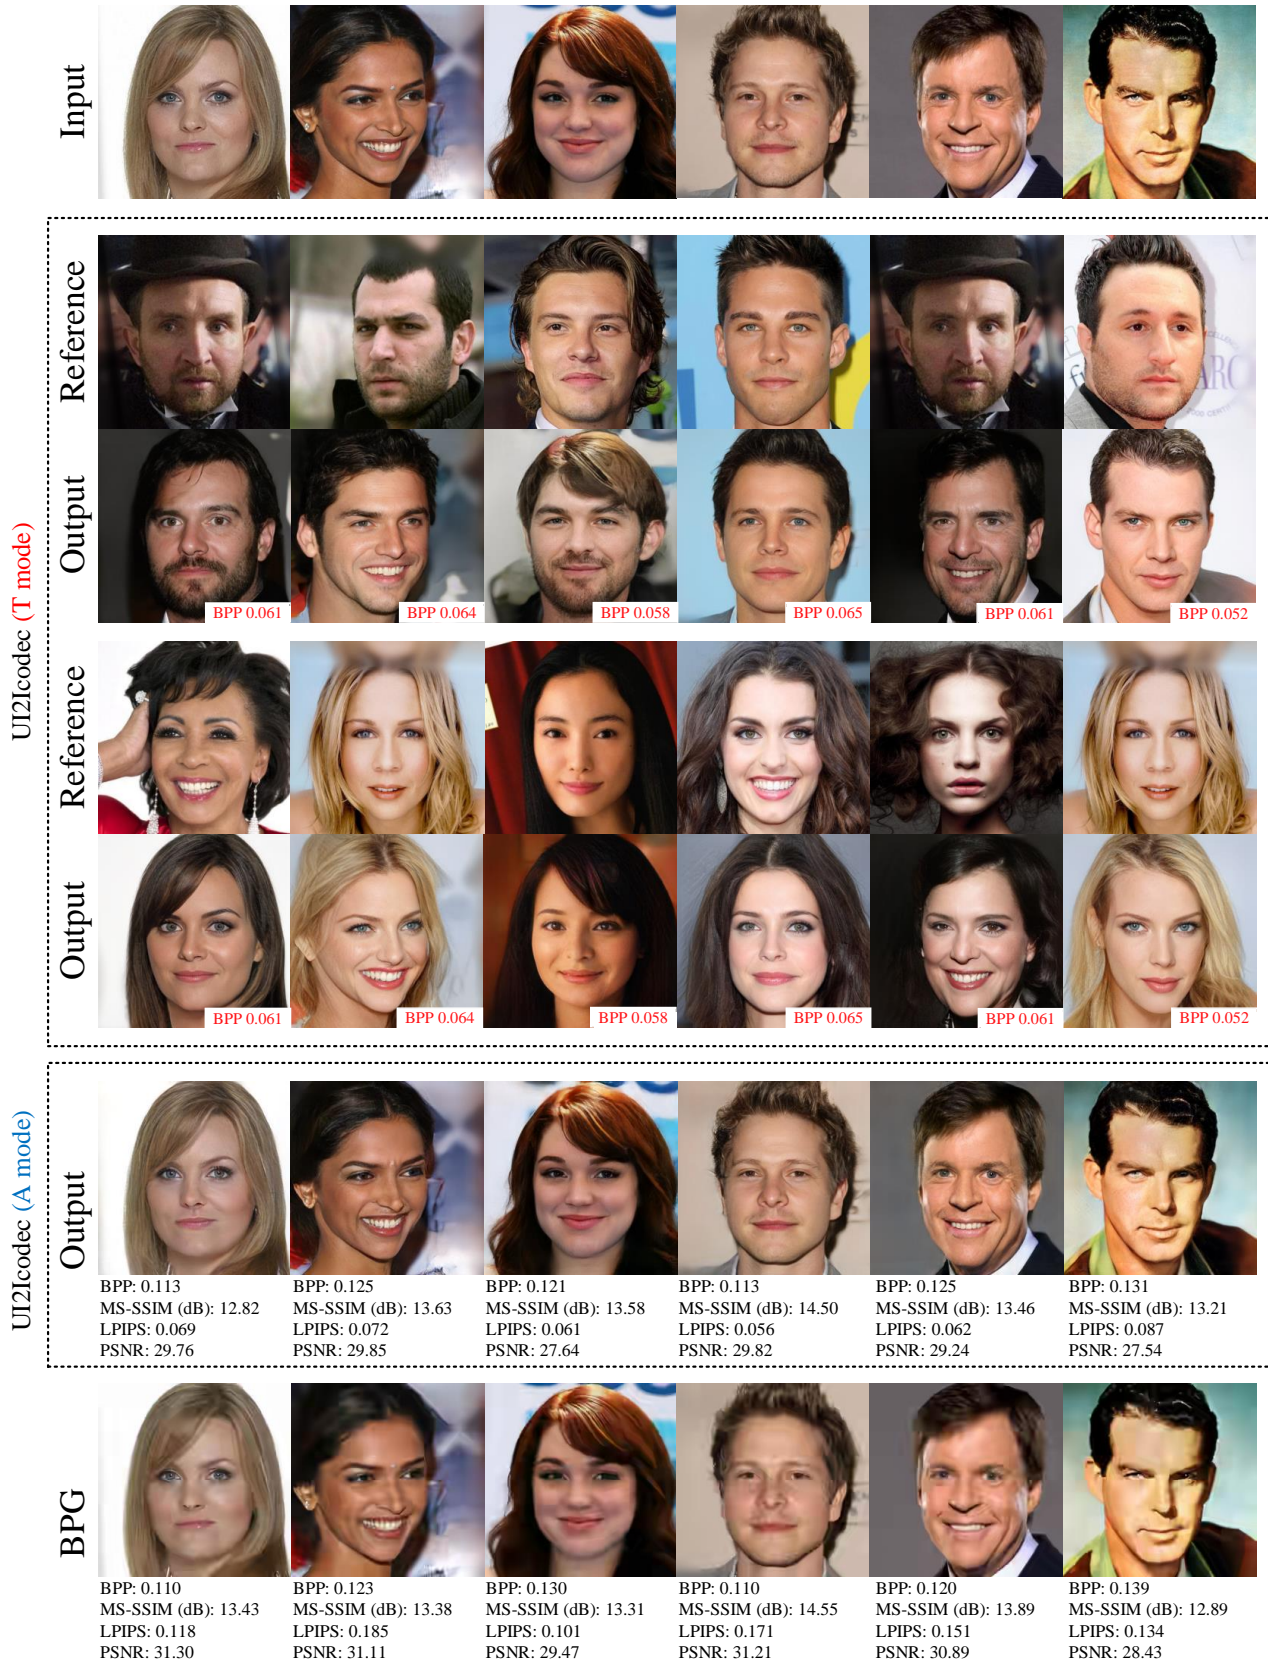 Input
UI2Icodec (T mode)
Reference
Output
BPP 0.061
BPP 0.064
BPP 0.058
BPP 0.065
BPP 0.061
BPP 0.052
Reference
Output
BPP 0.061
BPP 0.064
BPP 0.058
BPP 0.065
BPP 0.061
BPP 0.052
UI2Icodec (A mode)
Output
BPP: 0.113
MS-SSIM (dB): 12.82
LPIPS: 0.069
PSNR: 29.76
BPP: 0.125
MS-SSIM (dB): 13.63
LPIPS: 0.072
PSNR: 29.85
BPP: 0.121
MS-SSIM (dB): 13.58
LPIPS: 0.061
PSNR: 27.64
BPP: 0.113
MS-SSIM (dB): 14.50
LPIPS: 0.056
PSNR: 29.82
BPP: 0.125
MS-SSIM (dB): 13.46
LPIPS: 0.062
PSNR: 29.24
BPP: 0.131
MS-SSIM (dB): 13.21
LPIPS: 0.087
PSNR: 27.54
BPG
BPP: 0.110
MS-SSIM (dB): 13.43
LPIPS: 0.118
PSNR: 31.30
BPP: 0.123
MS-SSIM (dB): 13.38
LPIPS: 0.185
PSNR: 31.11
BPP: 0.130
MS-SSIM (dB): 13.31
LPIPS: 0.101
PSNR: 29.47
BPP: 0.110
MS-SSIM (dB): 14.55
LPIPS: 0.171
PSNR: 31.21
BPP: 0.120
MS-SSIM (dB): 13.89
LPIPS: 0.151
PSNR: 30.89
BPP: 0.139
MS-SSIM (dB): 12.89
LPIPS: 0.134
PSNR: 28.43